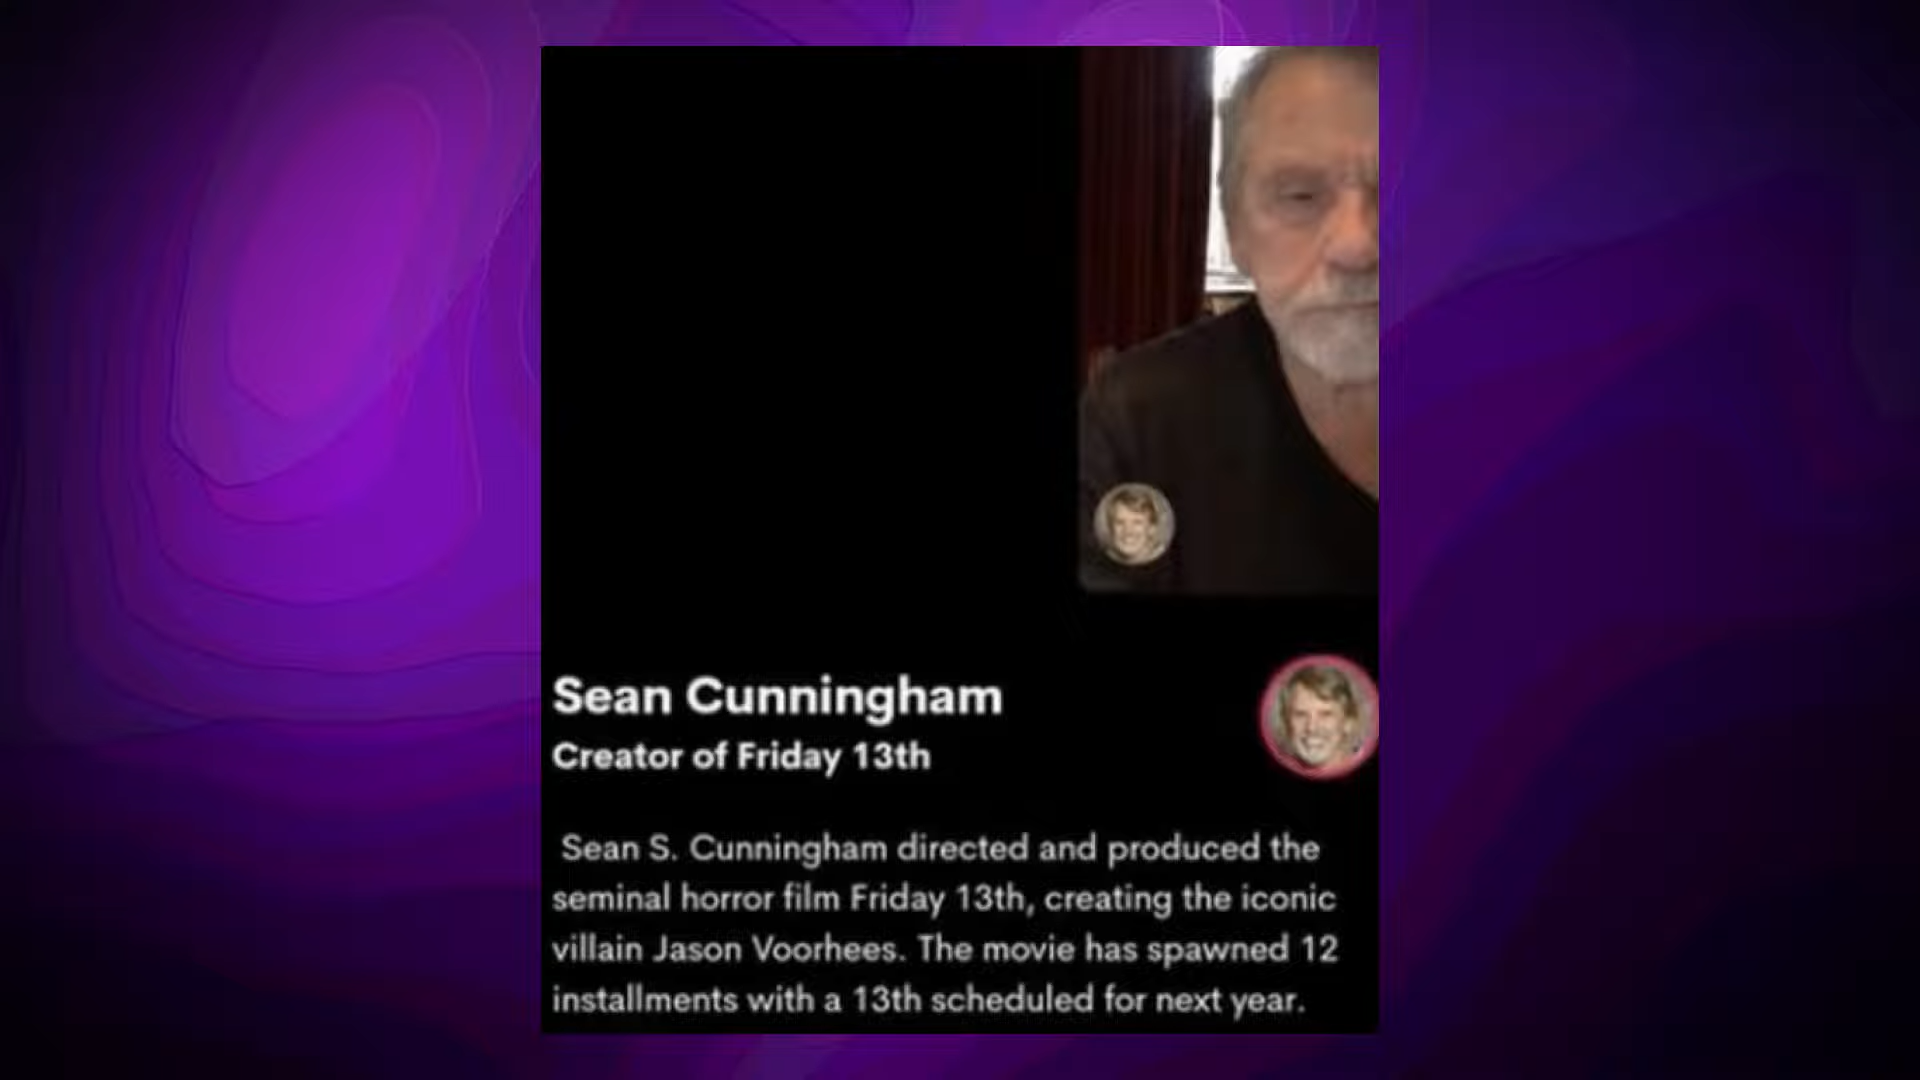 Sean Cunningham
Creator of Friday 13th
Sean S. Cunningham directed and produced the
seminal horror film Friday 13th, creating the iconic
villain Jason Voorhees. The movie has spawned 12
installments with a 13th scheduled for next year.